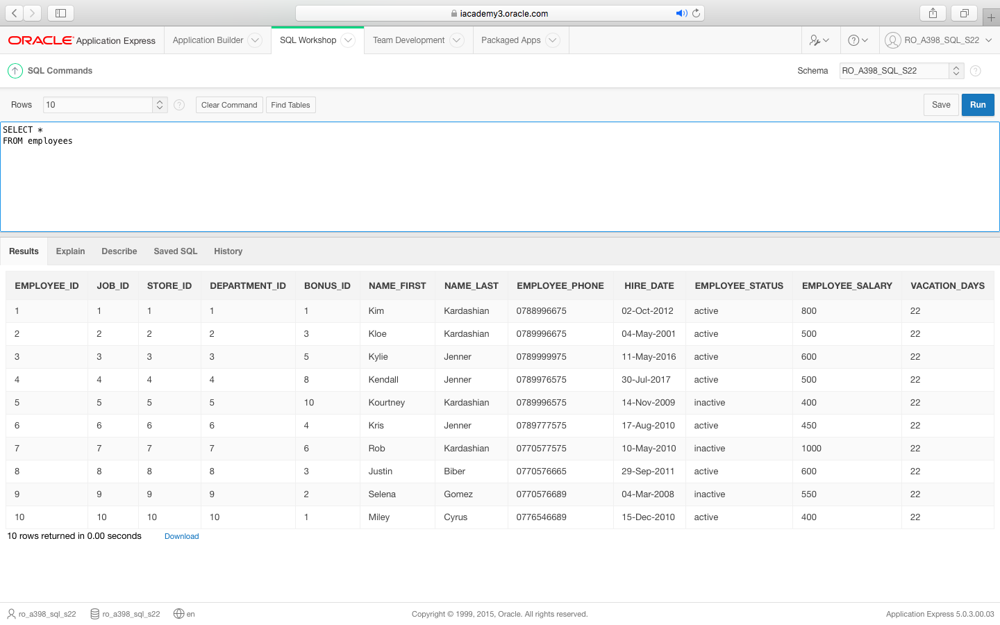 iacademy3.oracle.com
ORACLE Application Express Application Builder SQL Workshop Team Development Packaged Apps RO_A398_SQL_S22
SQL Commands Schema RO_A398_SQL_S22
Rows 10 Clear Command Find Tables Save Run
SELECT *
FROM employees
Results Explain Describe Saved SQL History
EMPLOYEE_ID JOB_ID STORE_ID DEPARTMENT_ID BONUS_ID NAME_FIRST NAME_LAST EMPLOYEE_PHONE HIRE_DATE EMPLOYEE_STATUS EMPLOYEE_SALARY VACATION_DAYS
1 1 1 1 1 Kim Kardashian 0788996675 02-Oct-2012 active 800 22
2 2 2 2 3 Kloe Kardashian 0789996675 04-May-2001 active 500 22
3 3 3 3 5 Kylie Jenner 0789999975 11-May-2016 active 600 22
4 4 4 4 8 Kendall Jenner 0789976575 30-Jul-2017 active 500 22
5 5 5 5 10 Kourtney Kardashian 0789996575 14-Nov-2009 inactive 400 22
6 6 6 6 4 Kris Jenner 0789777575 17-Aug-2010 active 450 22
7 7 7 7 6 Rob Kardashian 0770577575 10-May-2010 inactive 1000 22
8 8 8 8 3 Justin Biber 0770576665 29-Sep-2011 active 600 22
9 9 9 9 2 Selena Gomez 0770576689 04-Mar-2008 inactive 550 22
10 10 10 10 1 Miley Cyrus 0776546689 15-Dec-2010 active 400 22
10 rows returned in 0.00 seconds Download
ro_a398_sql_s22 ro_a398_sql_s22 en Copyright © 1999, 2015, Oracle. All rights reserved. Application Express 5.0.3.00.03